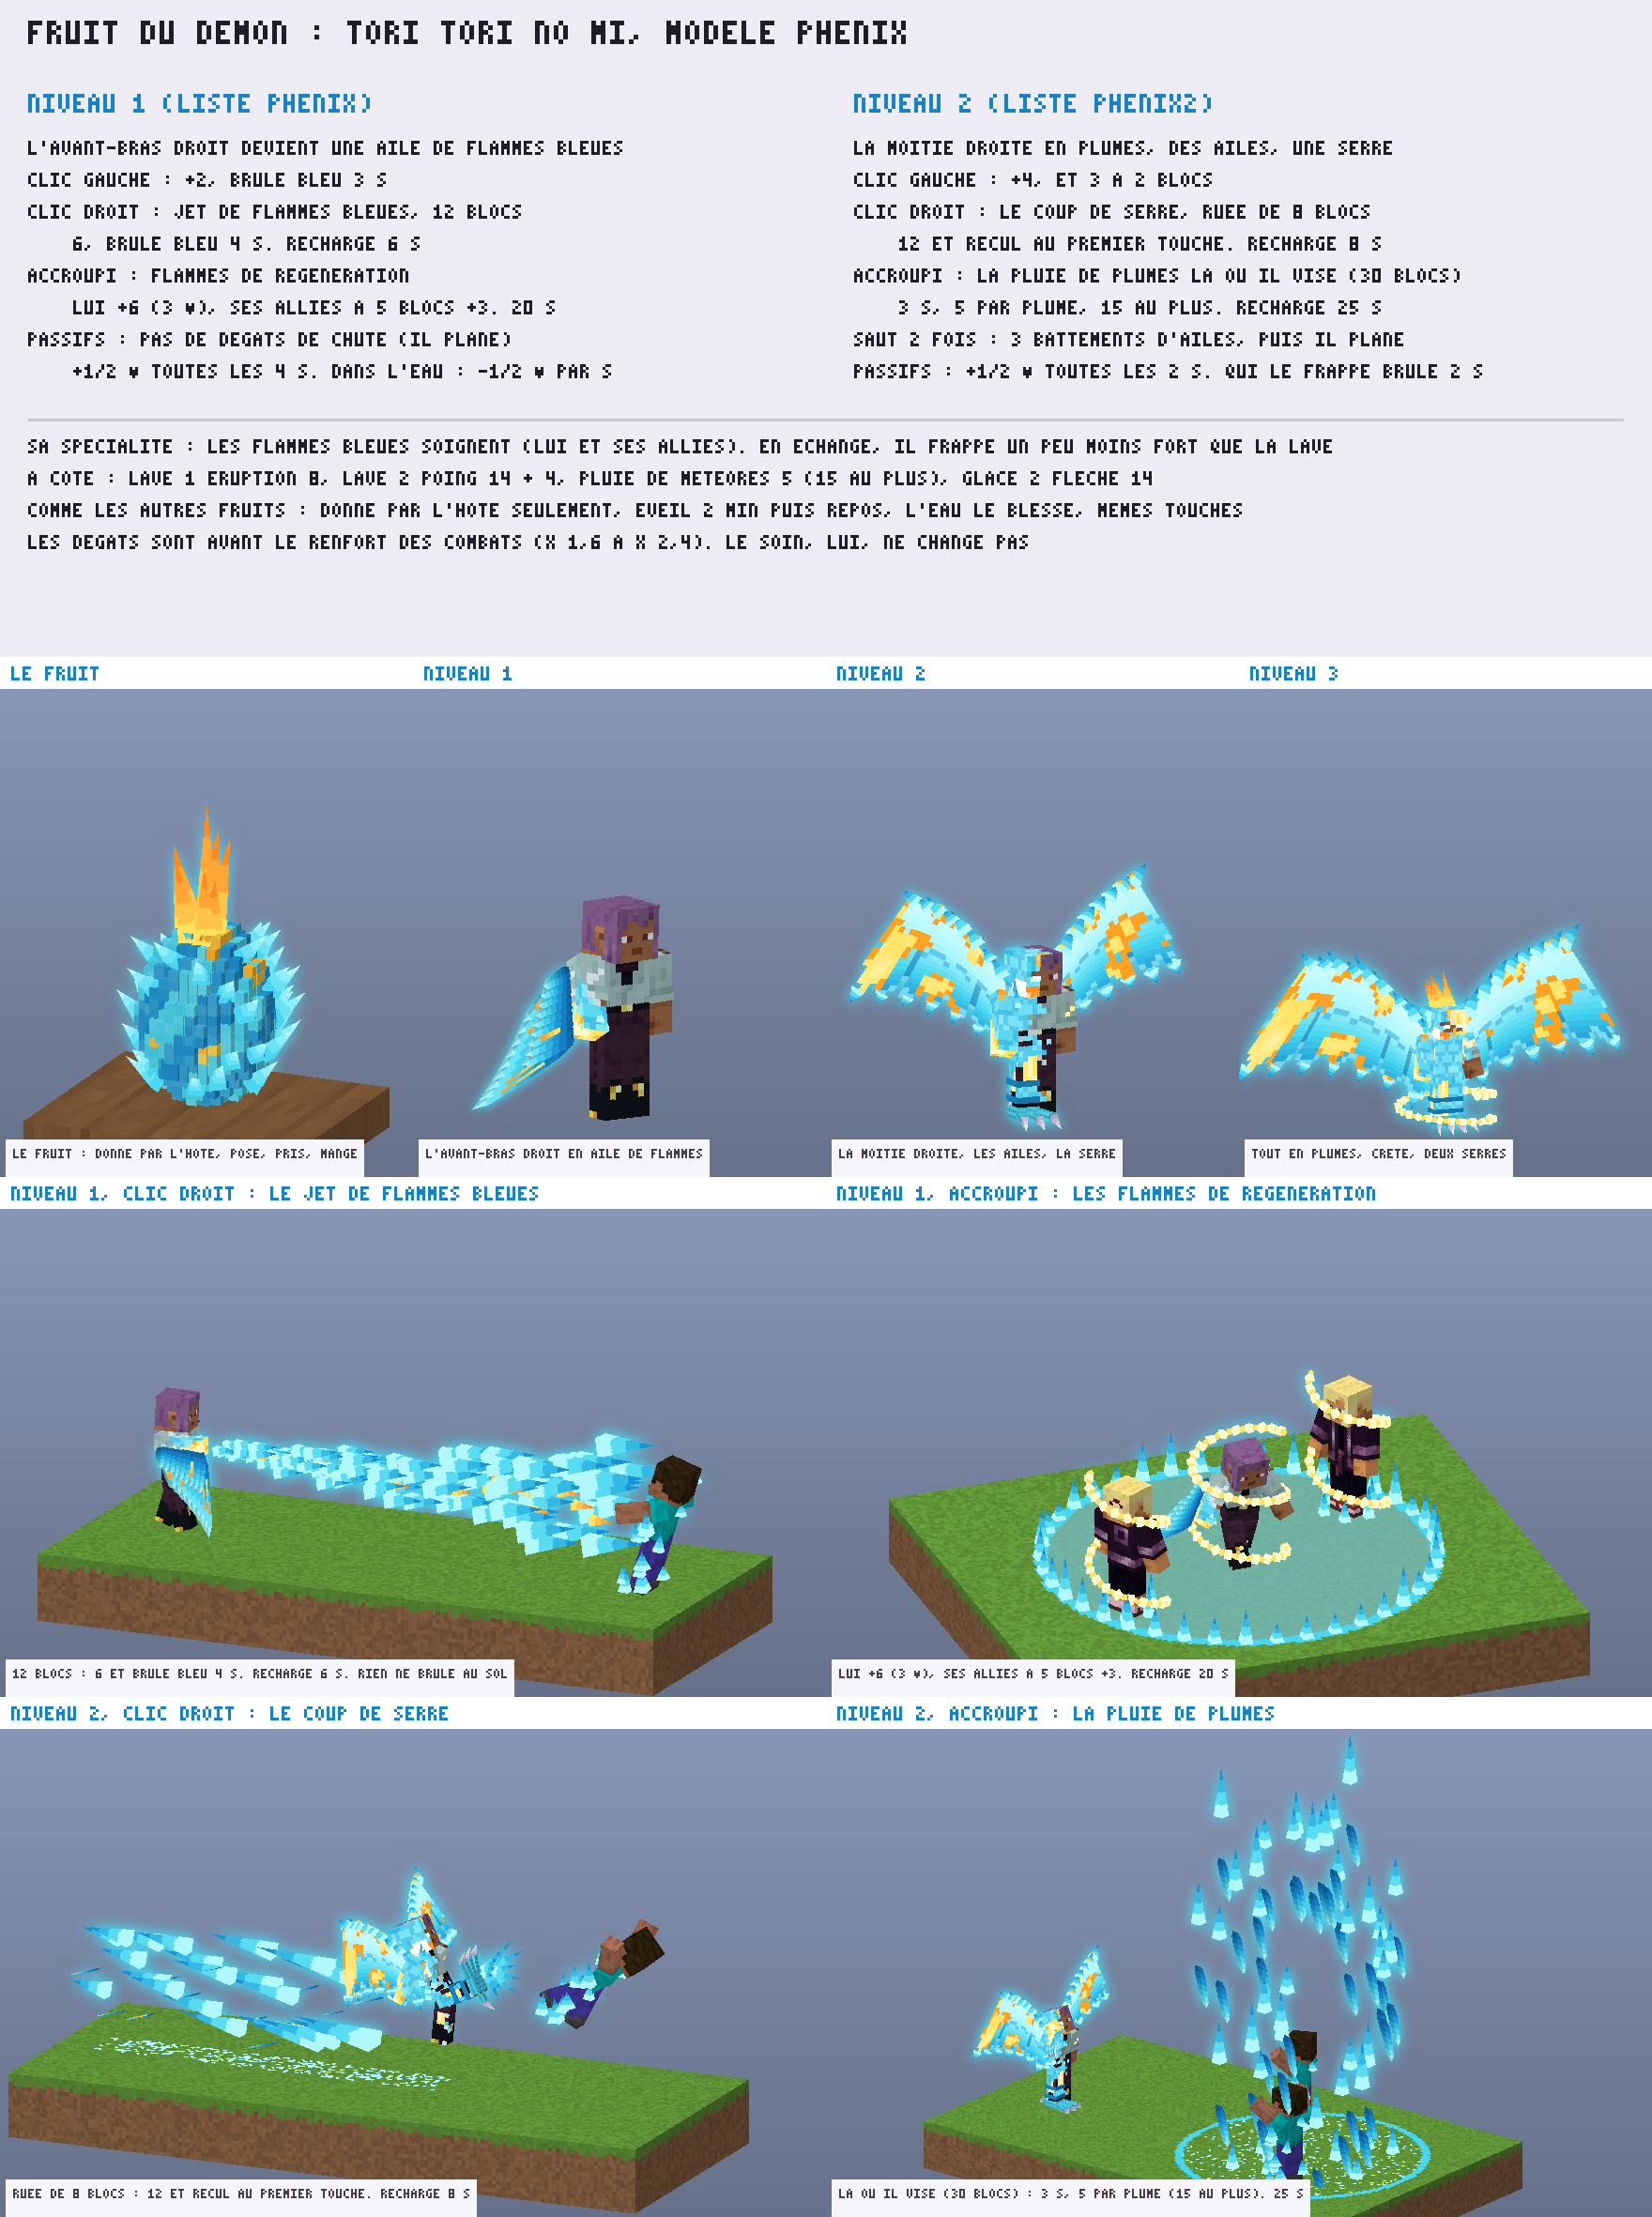 FRUIT DU DEMON : TORI TORI NO MI, MODELE PHENIX
NIVEAU 1 (LISTE PHENIX)
L'AVANT-BRAS DROIT DEVIENT UNE AILE DE FLAMMES BLEUES
CLIC GAUCHE : +2, BRULE BLEU 3 S
CLIC DROIT : JET DE FLAMMES BLEUES, 12 BLOCS
6, BRULE BLEU 4 S. RECHARGE 6 S
ACCROUPI : FLAMMES DE REGENERATION
LUI +6 (3 ♥), SES ALLIES A 5 BLOCS +3. 20 S
PASSIFS : PAS DE DEGATS DE CHUTE (IL PLANE)
+1/2 ♥ TOUTES LES 4 S. DANS L'EAU : -1/2 ♥ PAR S
NIVEAU 2 (LISTE PHENIX2)
LA MOITIE DROITE EN PLUMES, DES AILES, UNE SERRE
CLIC GAUCHE : +4, ET 3 A 2 BLOCS
CLIC DROIT : LE COUP DE SERRE, RUEE DE 8 BLOCS
12 ET RECUL AU PREMIER TOUCHE. RECHARGE 8 S
ACCROUPI : LA PLUIE DE PLUMES LA OU IL VISE (30 BLOCS)
3 S, 5 PAR PLUME, 15 AU PLUS. RECHARGE 25 S
SAUT 2 FOIS : 3 BATTEMENTS D'AILES, PUIS IL PLANE
PASSIFS : +1/2 ♥ TOUTES LES 2 S. QUI LE FRAPPE BRULE 2 S
SA SPECIALITE : LES FLAMMES BLEUES SOIGNENT (LUI ET SES ALLIES). EN ECHANGE, IL FRAPPE UN PEU MOINS FORT QUE LA LAVE
A COTE : LAVE 1 ERUPTION 8, LAVE 2 POING 14 + 4, PLUIE DE METEORES 5 (15 AU PLUS), GLACE 2 FLECHE 14
COMME LES AUTRES FRUITS : DONNE PAR L'HOTE SEULEMENT, EVEIL 2 MIN PUIS REPOS, L'EAU LE BLESSE, MEMES TOUCHES
LES DEGATS SONT AVANT LE RENFORT DES COMBATS (X 1,6 A X 2,4). LE SOIN, LUI, NE CHANGE PAS
LE FRUIT
NIVEAU 1
NIVEAU 2
NIVEAU 3
LE FRUIT : DONNE PAR L'HOTE, POSE, PRIS, MANGE
L'AVANT-BRAS DROIT EN AILE DE FLAMMES
LA MOITIE DROITE, LES AILES, LA SERRE
TOUT EN PLUMES, CRETE, DEUX SERRES
NIVEAU 1, CLIC DROIT : LE JET DE FLAMMES BLEUES
NIVEAU 1, ACCROUPI : LES FLAMMES DE REGENERATION
12 BLOCS : 6 ET BRULE BLEU 4 S. RECHARGE 6 S. RIEN NE BRULE AU SOL
LUI +6 (3 ♥), SES ALLIES A 5 BLOCS +3. RECHARGE 20 S
NIVEAU 2, CLIC DROIT : LE COUP DE SERRE
NIVEAU 2, ACCROUPI : LA PLUIE DE PLUMES
RUEE DE 8 BLOCS : 12 ET RECUL AU PREMIER TOUCHE. RECHARGE 8 S
LA OU IL VISE (30 BLOCS) : 3 S, 5 PAR PLUME (15 AU PLUS). 25 S